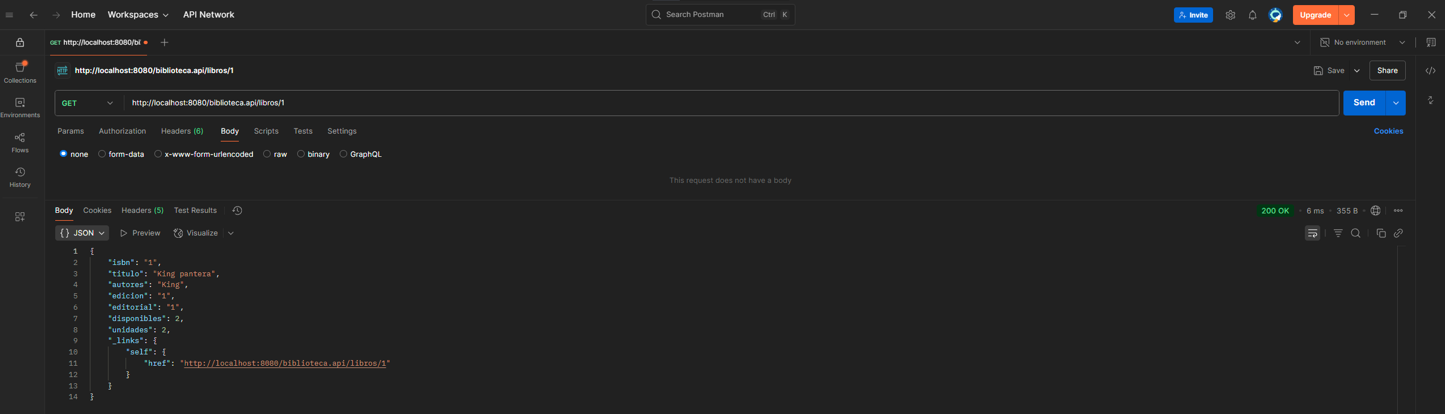 Home Workspaces API Network Search Postman Ctrl K Invite Upgrade
GET http://localhost:8080/bi No environment
Collections
http://localhost:8080/biblioteca.api/libros/1 Save Share
GET http://localhost:8080/biblioteca.api/libros/1 Send
Environments
Params Authorization Headers (6) Body Scripts Tests Settings Cookies
Flows
none form-data x-www-form-urlencoded raw binary GraphQL
History
This request does not have a body
Body Cookies Headers (5) Test Results 200 OK 6 ms 355 B
{} JSON Preview Visualize
1 {
2 "isbn": "1",
3 "titulo": "King pantera",
4 "autores": "King",
5 "edicion": "1",
6 "editorial": "1",
7 "disponibles": 2,
8 "unidades": 2,
9 "_links": {
10 "self": {
11 "href": "http://localhost:8080/biblioteca.api/libros/1"
12 }
13 }
14 }